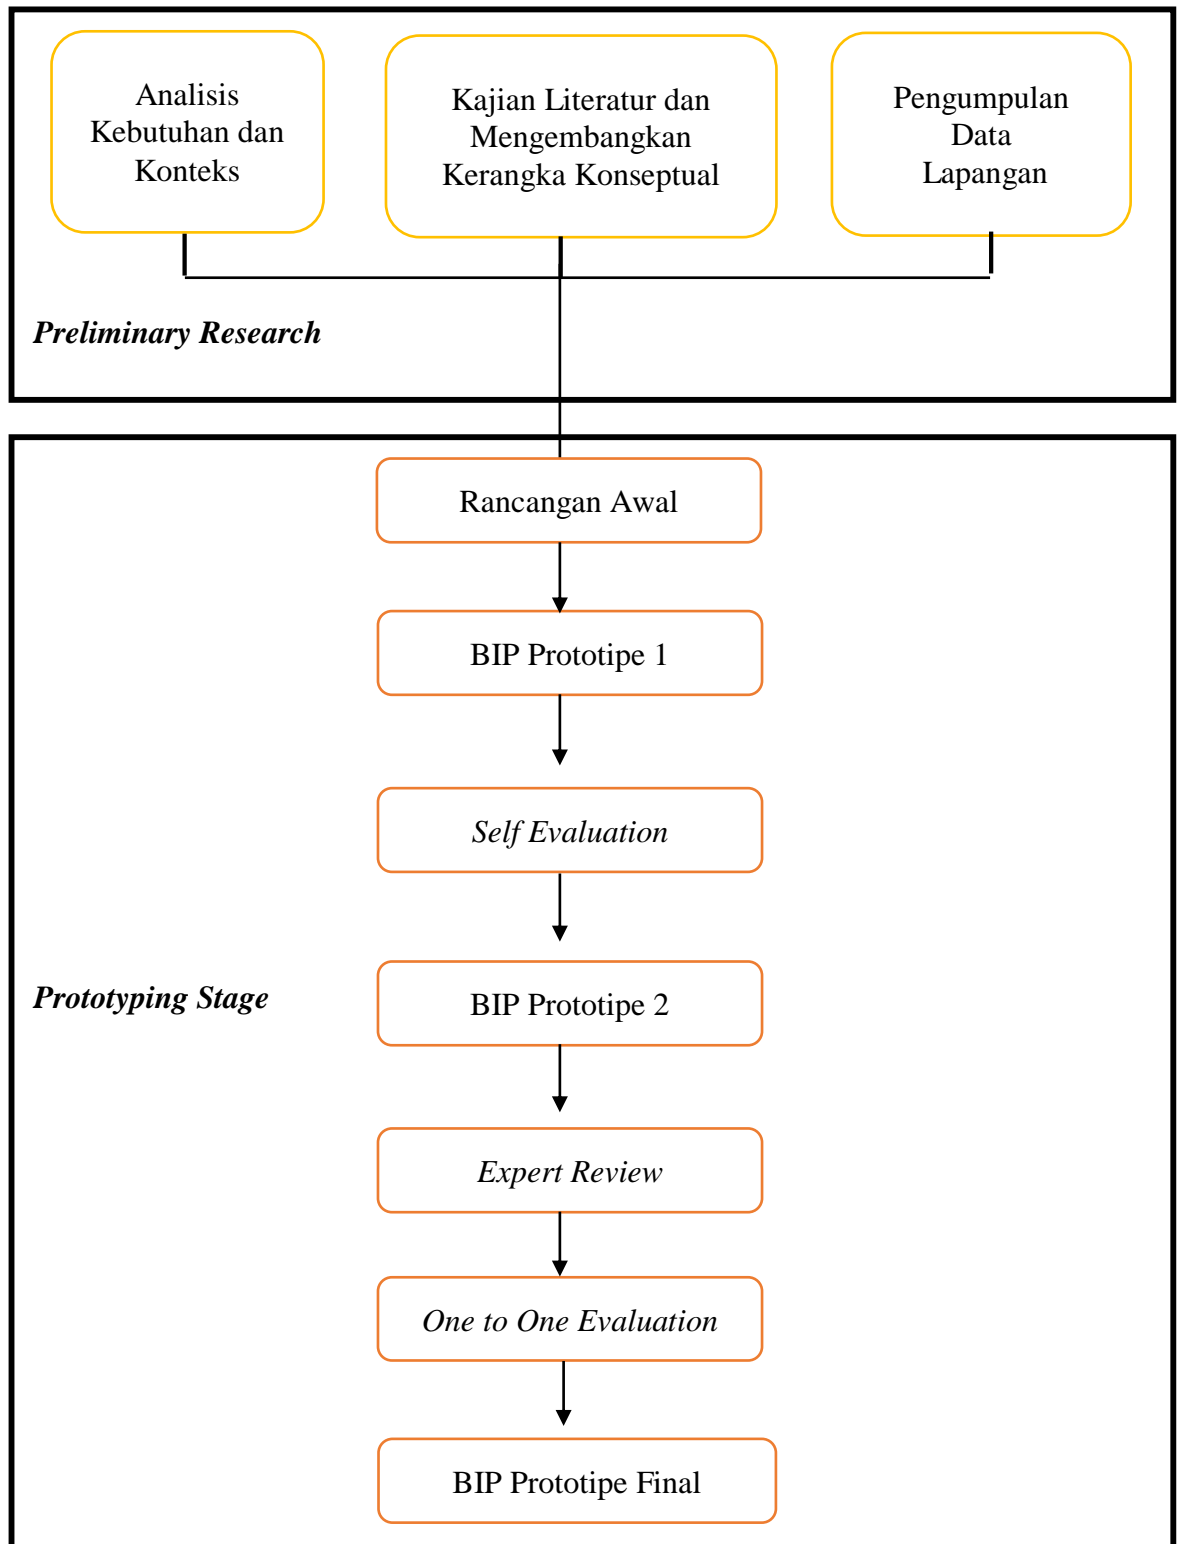 Analisis
Kebutuhan dan
Konteks
Kajian Literatur dan
Mengembangkan
Kerangka Konseptual
Pengumpulan
Data
Lapangan
Preliminary Research
Rancangan Awal
BIP Prototipe 1
Self Evaluation
Prototyping Stage
BIP Prototipe 2
Expert Review
One to One Evaluation
BIP Prototipe Final